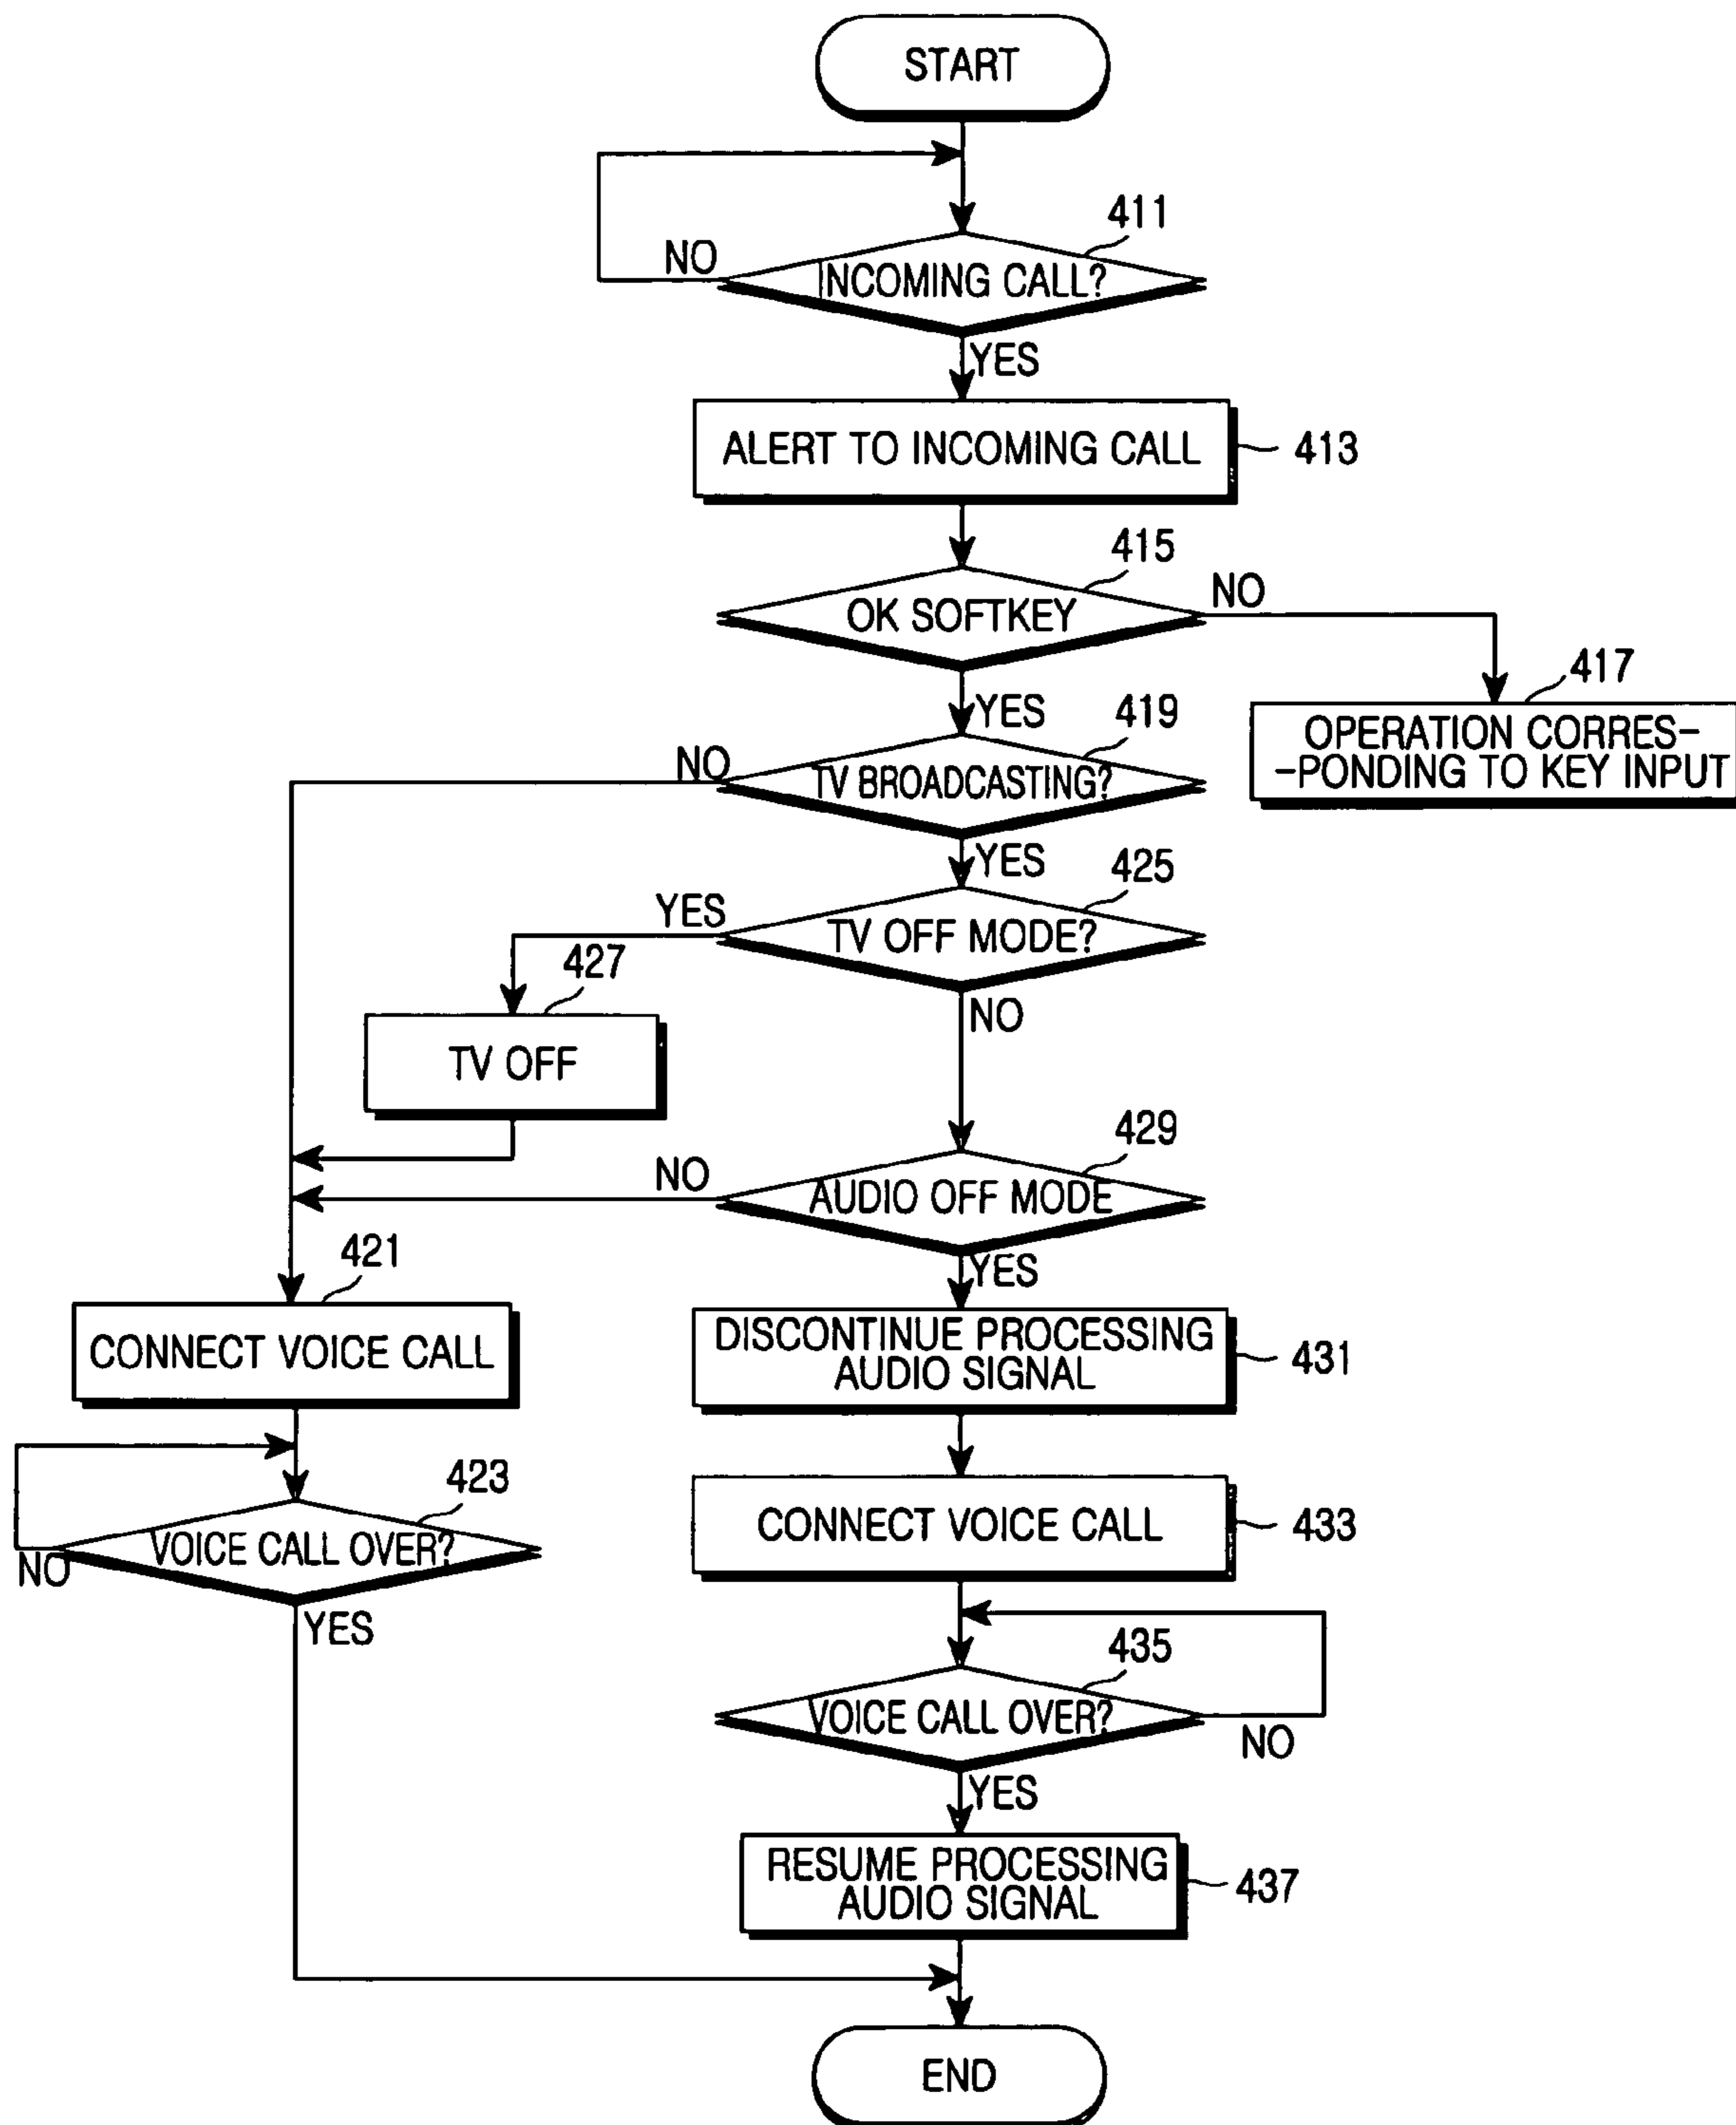 START
411
NO
INCOMING CALL?
YES
ALERT TO INCOMING CALL
413
415
OK SOFTKEY
NO
417
OPERATION CORRES-
-PONDING TO KEY INPUT
YES
419
NO
TV BROADCASTING?
YES
425
YES
TV OFF MODE?
427
NO
TV OFF
429
NO
AUDIO OFF MODE
421
YES
CONNECT VOICE CALL
DISCONTINUE PROCESSING
AUDIO SIGNAL
431
423
VOICE CALL OVER?
NO
YES
CONNECT VOICE CALL
433
435
VOICE CALL OVER?
NO
YES
RESUME PROCESSING
AUDIO SIGNAL
437
END